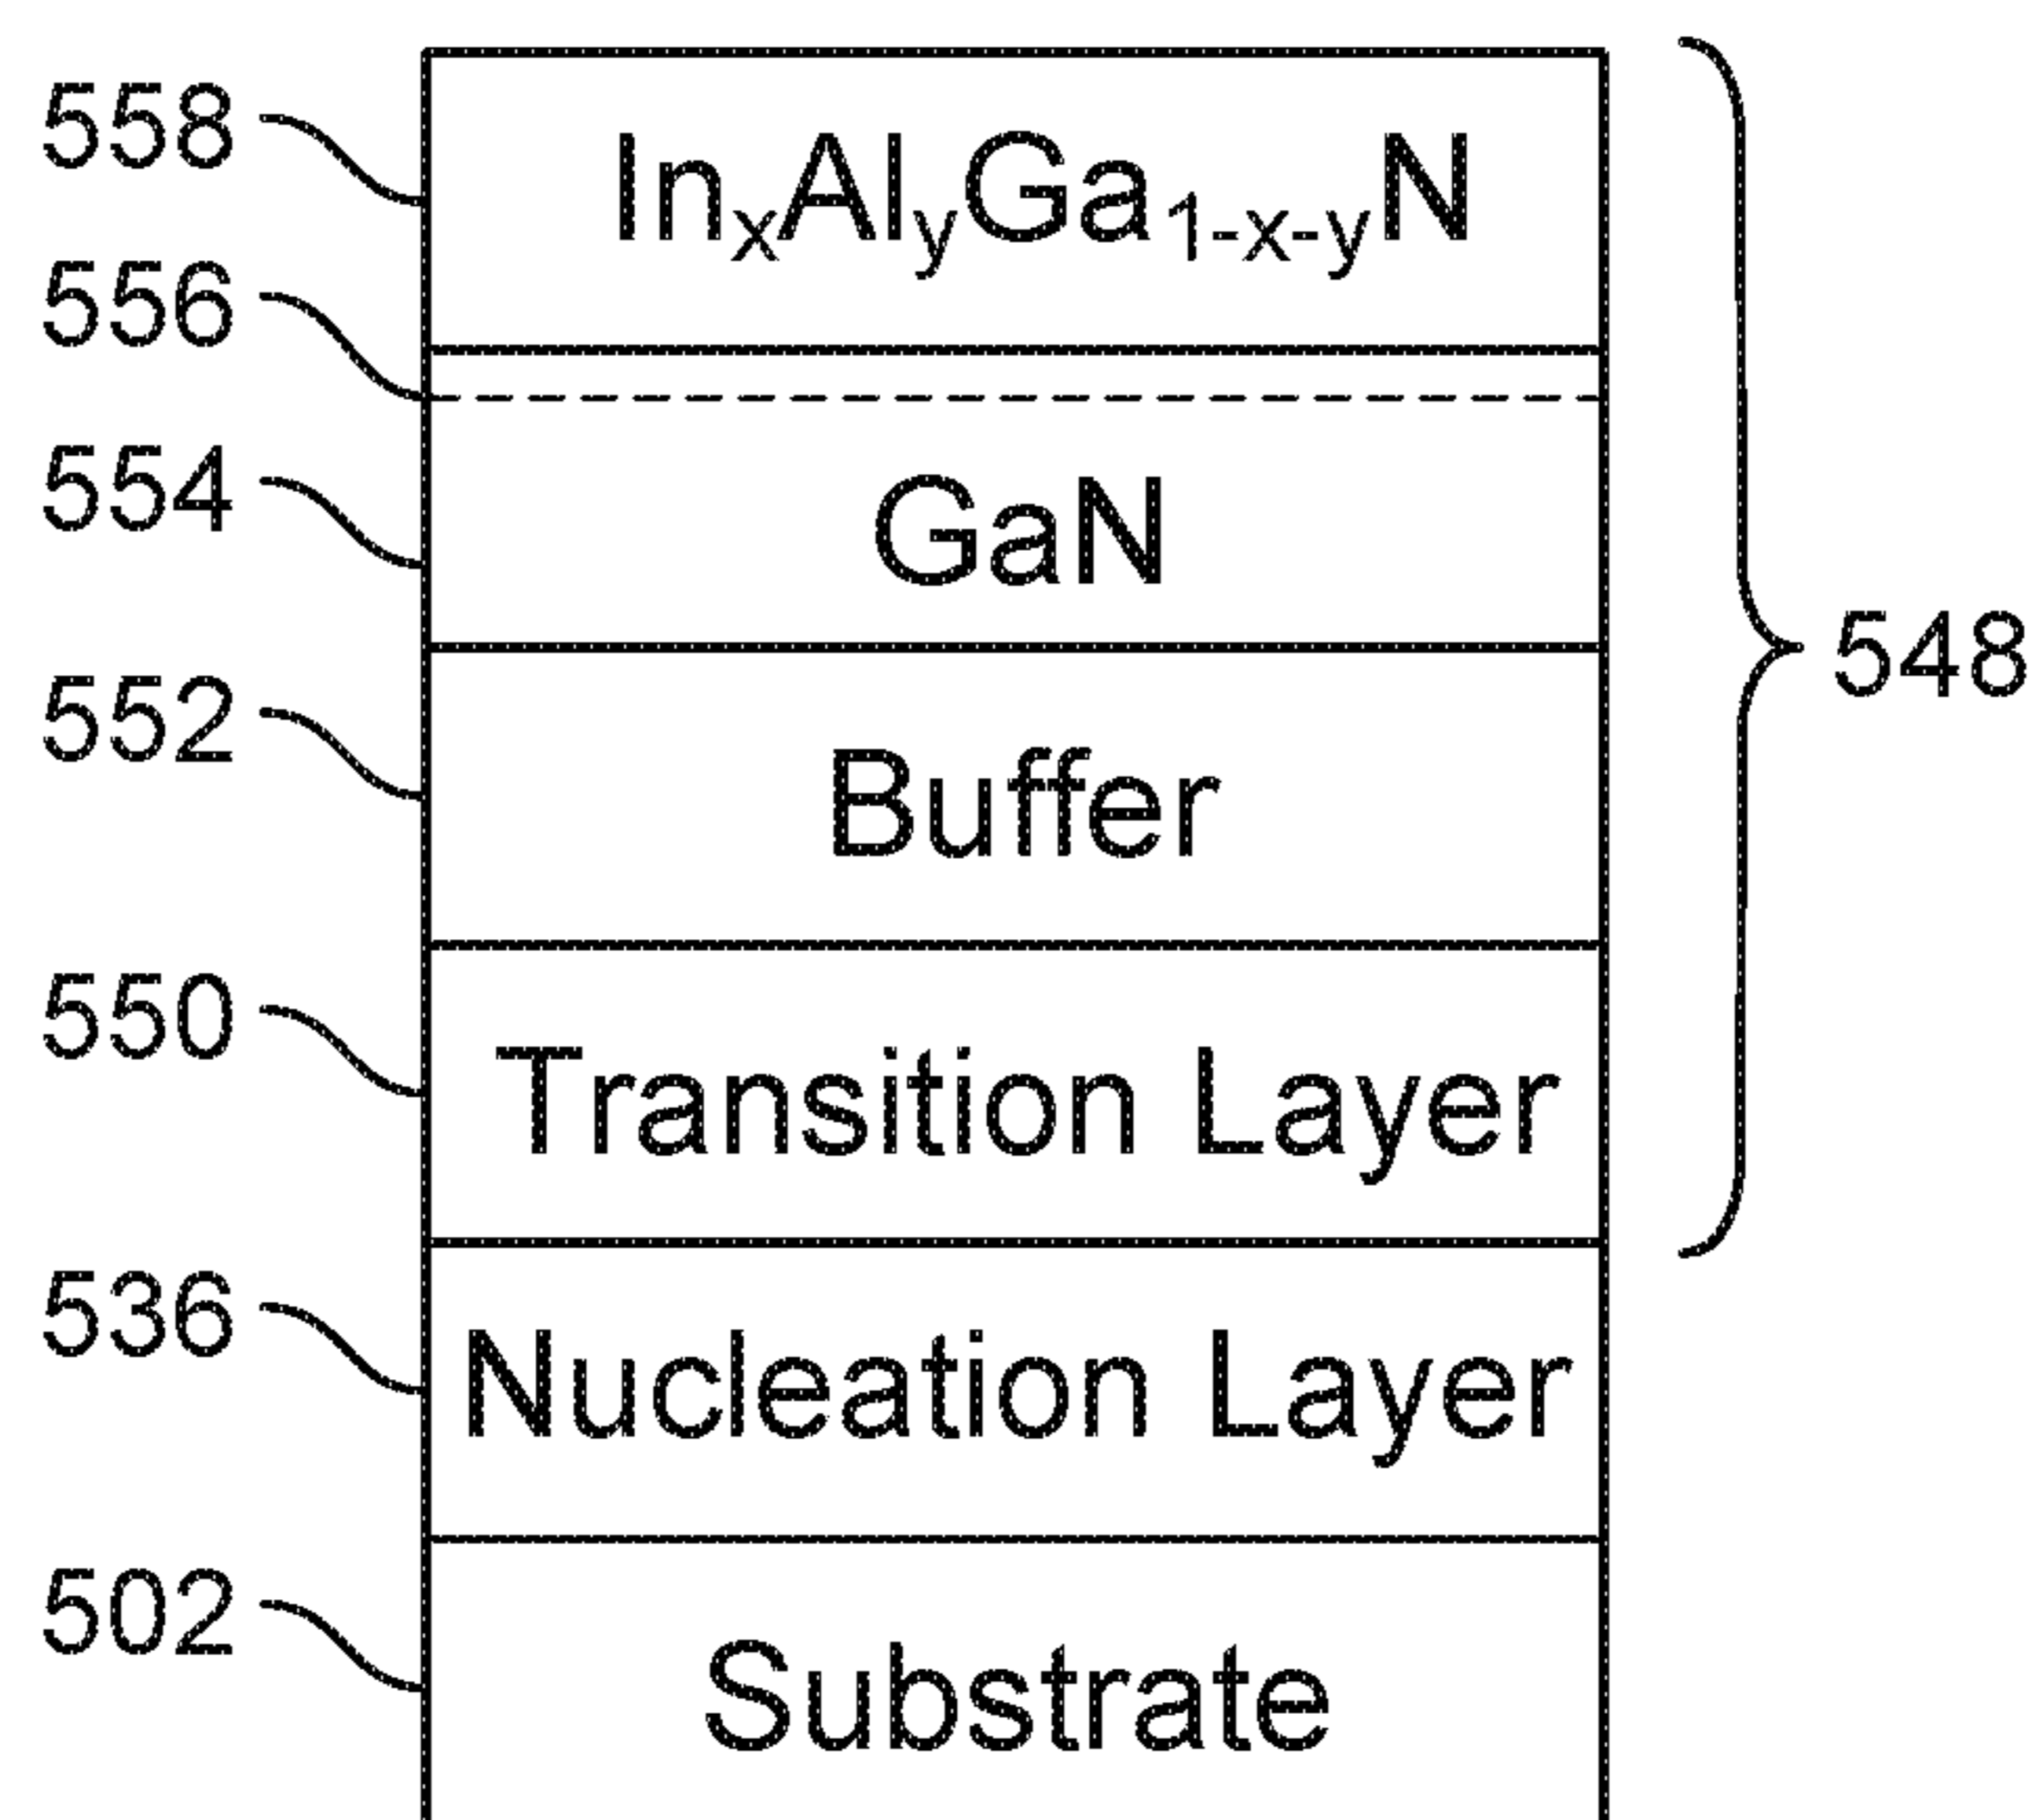 558
InxAlyGa1-x-yN
556
554
GaN
548
552
Buffer
550
Transition Layer
536
Nucleation Layer
502
Substrate